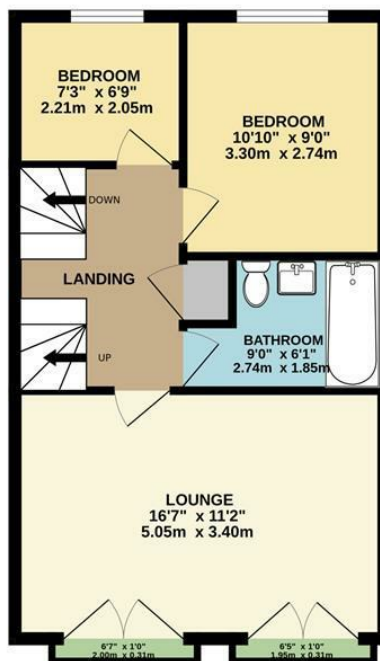 BEDROOM
7'3" x 6'9"
2.21m x 2.05m
BEDROOM
10'10" x 9'0"
3.30m x 2.74m
DOWN
LANDING
UP
BATHROOM
9'0" x 6'1"
2.74m x 1.85m
LOUNGE
16'7" x 11'2"
5.05m x 3.40m
6'7" x 1'0"
2.00m x 0.31m
6'5" x 1'0"
1.95m x 0.31m